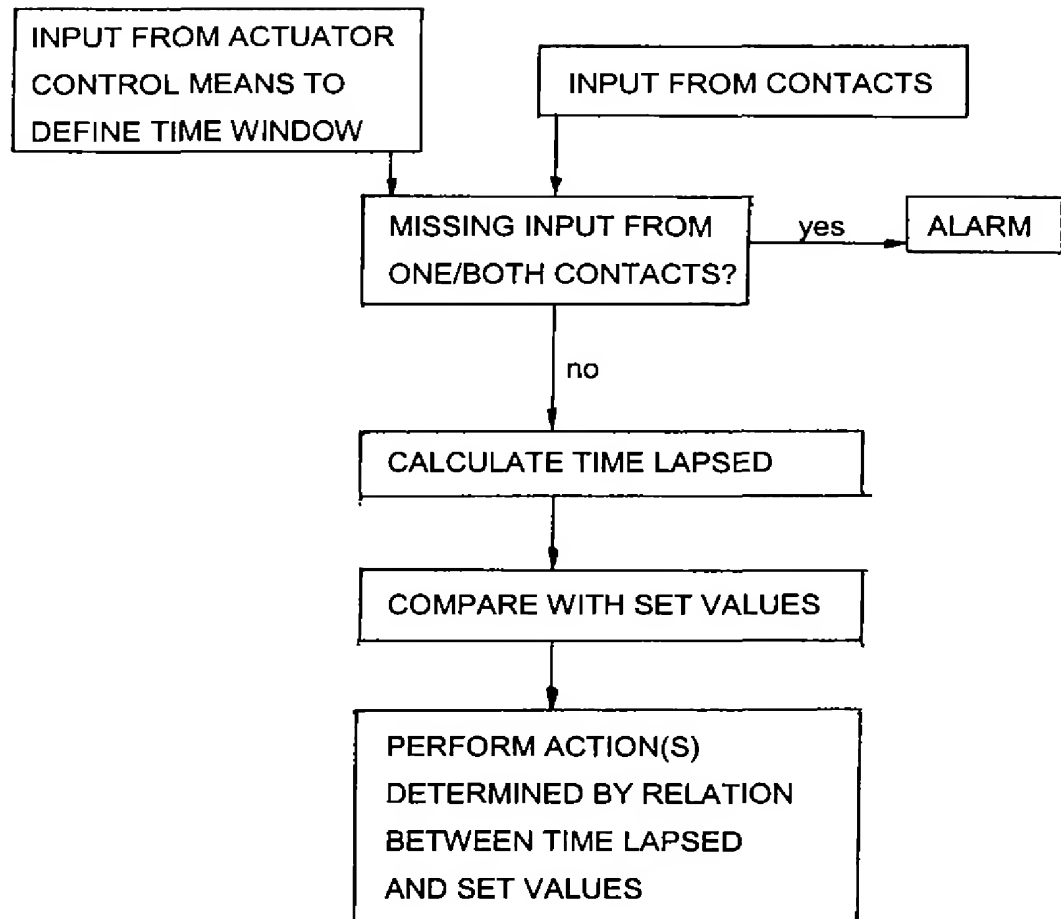 INPUT FROM ACTUATOR
CONTROL MEANS TO
DEFINE TIME WINDOW
INPUT FROM CONTACTS
MISSING INPUT FROM
ONE/BOTH CONTACTS?
yes
ALARM
no
CALCULATE TIME LAPSED
COMPARE WITH SET VALUES
PERFORM ACTION(S)
DETERMINED BY RELATION
BETWEEN TIME LAPSED
AND SET VALUES